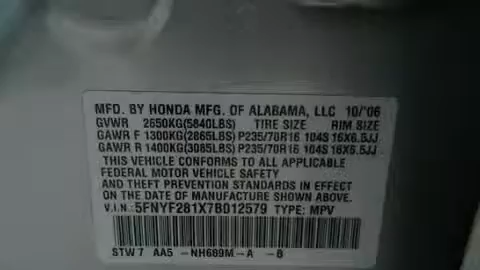 MFD. BY HONDA MFG. OF ALABAMA, LLC 10/'06
GVWR 2650KG(5840LBS) TIRE SIZE RIM SIZE
GAWR F 1300KG(2865LBS) P235/70R16 104S 16X6.5JJ
GAWR R 1400KG(3085LBS) P235/70R16 104S 16X6.5JJ
THIS VEHICLE CONFORMS TO ALL APPLICABLE
FEDERAL MOTOR VEHICLE SAFETY
AND THEFT PREVENTION STANDARDS IN EFFECT
ON THE DATE OF MANUFACTURE SHOWN ABOVE.
V.I.N: 5FNYF281X7B012579 TYPE: MPV
STW7 AA5 -NH689M-A -B